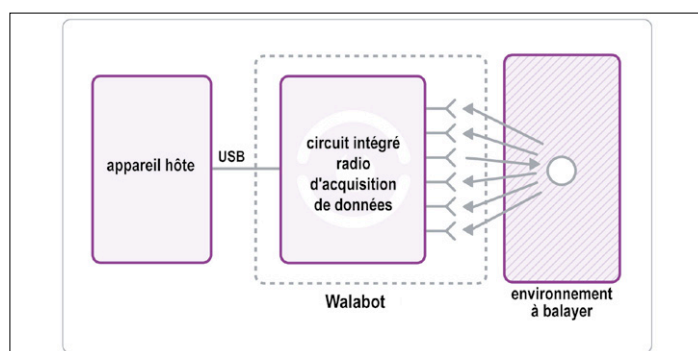 appareil hôte
USB
circuit intégré
radio
d'acquisition
de données
Walabot
environnement
à balayer